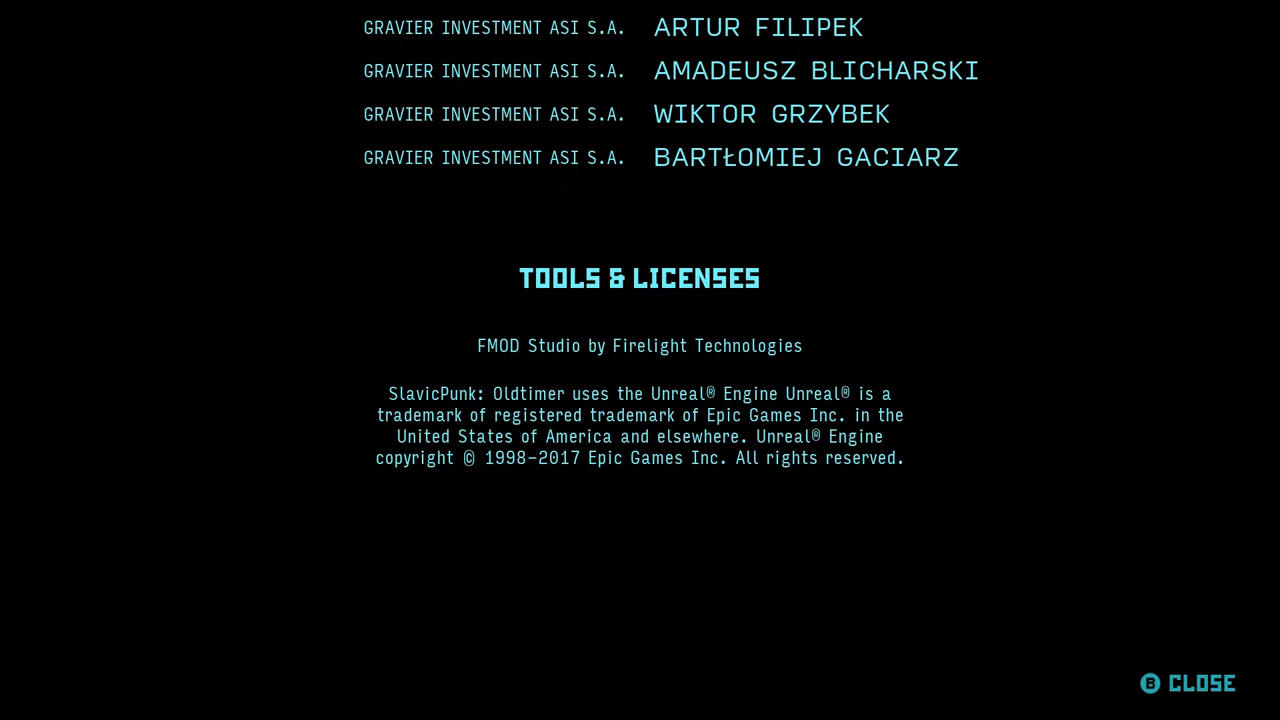 GRAVIER INVESTMENT ASI S.A. ARTUR FILIPEK
GRAVIER INVESTMENT ASI S.A. AMADEUSZ BLICHARSKI
GRAVIER INVESTMENT ASI S.A. WIKTOR GRZYBEK
GRAVIER INVESTMENT ASI S.A. BARTŁOMIEJ GACIARZ
TOOLS & LICENSES
FMOD Studio by Firelight Technologies
SlavicPunk: Oldtimer uses the Unreal® Engine Unreal® is a
trademark of registered trademark of Epic Games Inc. in the
United States of America and elsewhere. Unreal® Engine
copyright © 1998-2017 Epic Games Inc. All rights reserved.
B CLOSE